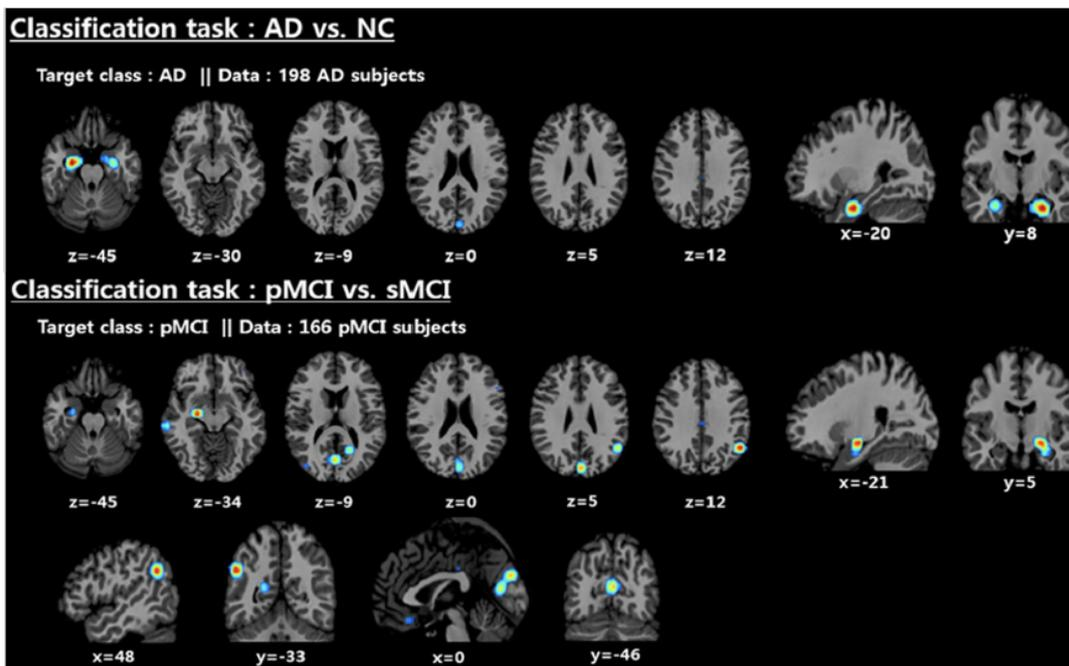 Classification task : AD vs. NC
Target class : AD || Data : 198 AD subjects
z=-45 z=-30 z=-9 z=0 z=5 z=12 x=-20 y=8
Classification task : pMCI vs. sMCI
Target class : pMCI || Data : 166 pMCI subjects
z=-45 z=-34 z=-9 z=0 z=5 z=12 x=-21 y=5
x=48 y=-33 x=0 y=-46